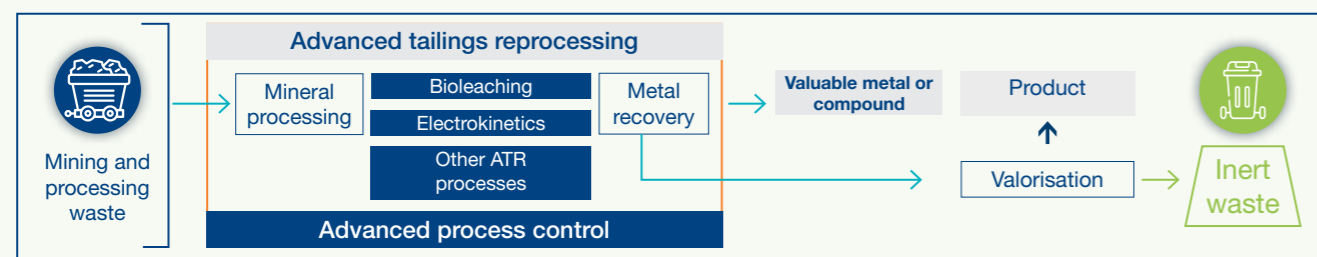 Advanced tailings reprocessing
Mining and
processing
waste
Mineral
processing
Bioleaching
Electrokinetics
Other ATR
processes
Metal
recovery
Advanced process control
Valuable metal or
compound
Product
Valorisation
Inert
waste